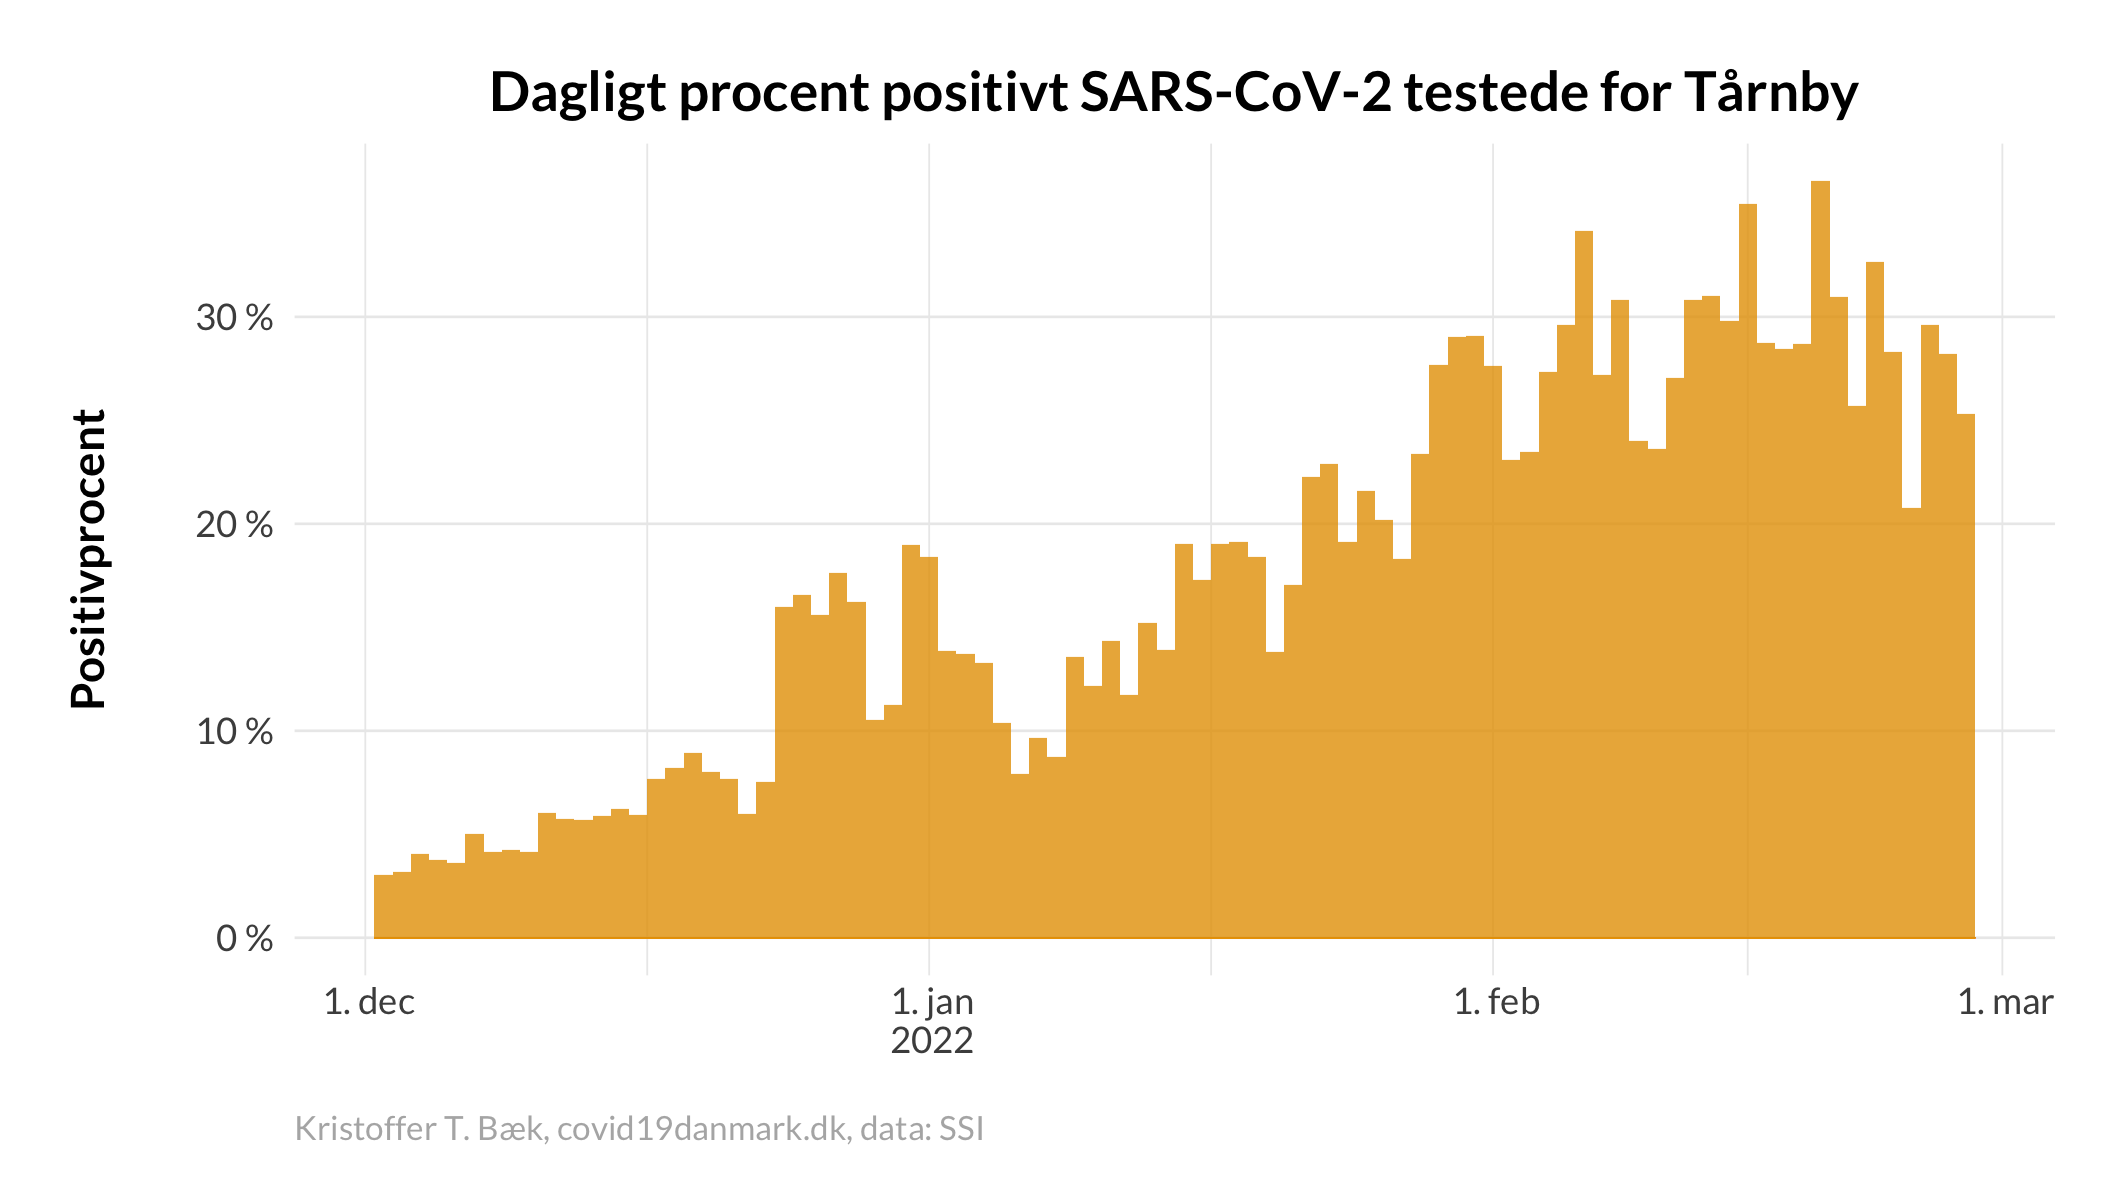 Dagligt procent positivt SARS-CoV-2 testede for Tårnby
Positivprocent
30 %
20 %
10 %
0 %
1. dec
1. jan
2022
1. feb
1. mar
Kristoffer T. Bæk, covid19danmark.dk, data: SSI